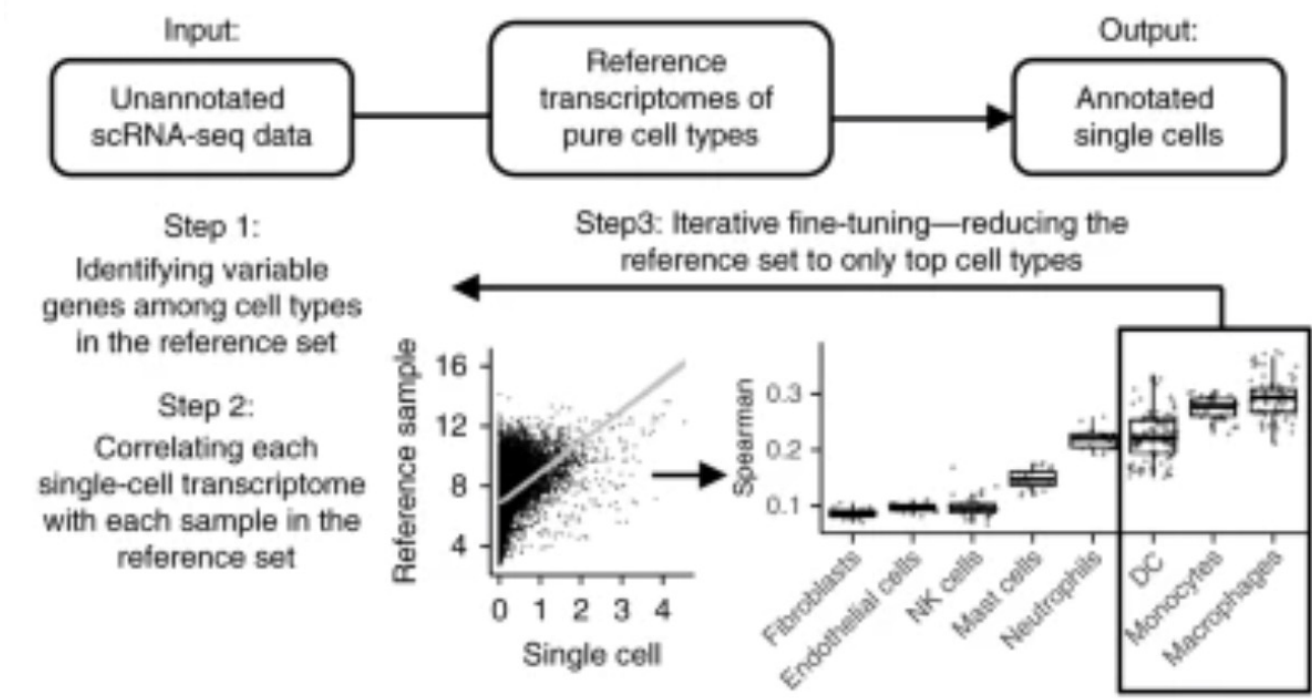 Input:
Unannotated
scRNA-seq data
Reference
transcriptomes of
pure cell types
Output:
Annotated
single cells
Step 1:
Identifying variable
genes among cell types
in the reference set
Step 2:
Correlating each
single-cell transcriptome
with each sample in the
reference set
Step3: Iterative fine-tuning—reducing the
reference set to only top cell types
Reference sample
16
12
8
4
0 1 2 3 4
Single cell
Spearman
0.3
0.2
0.1
Fibroblasts
Endothelial cells
NK cells
Mast cells
Neutrophils
DC
Monocytes
Macrophages